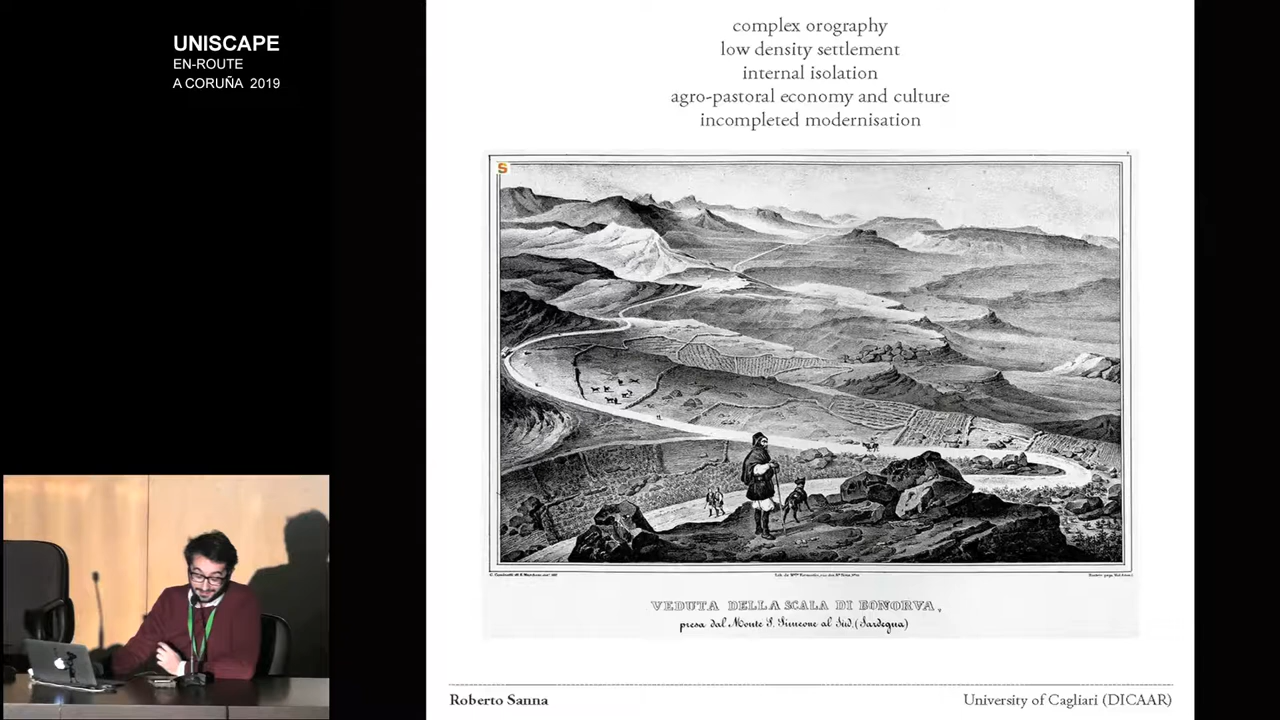 UNISCAPE
EN-ROUTE
A CORUÑA 2019
complex orography
low density settlement
internal isolation
agro-pastoral economy and culture
incompleted modernisation
S
VEDUTA DELLA SCALA DI BONORVA,
presa dal Monte S. Simeone al Sud, (Sardegna)
Roberto Sanna
University of Cagliari (DICAAR)